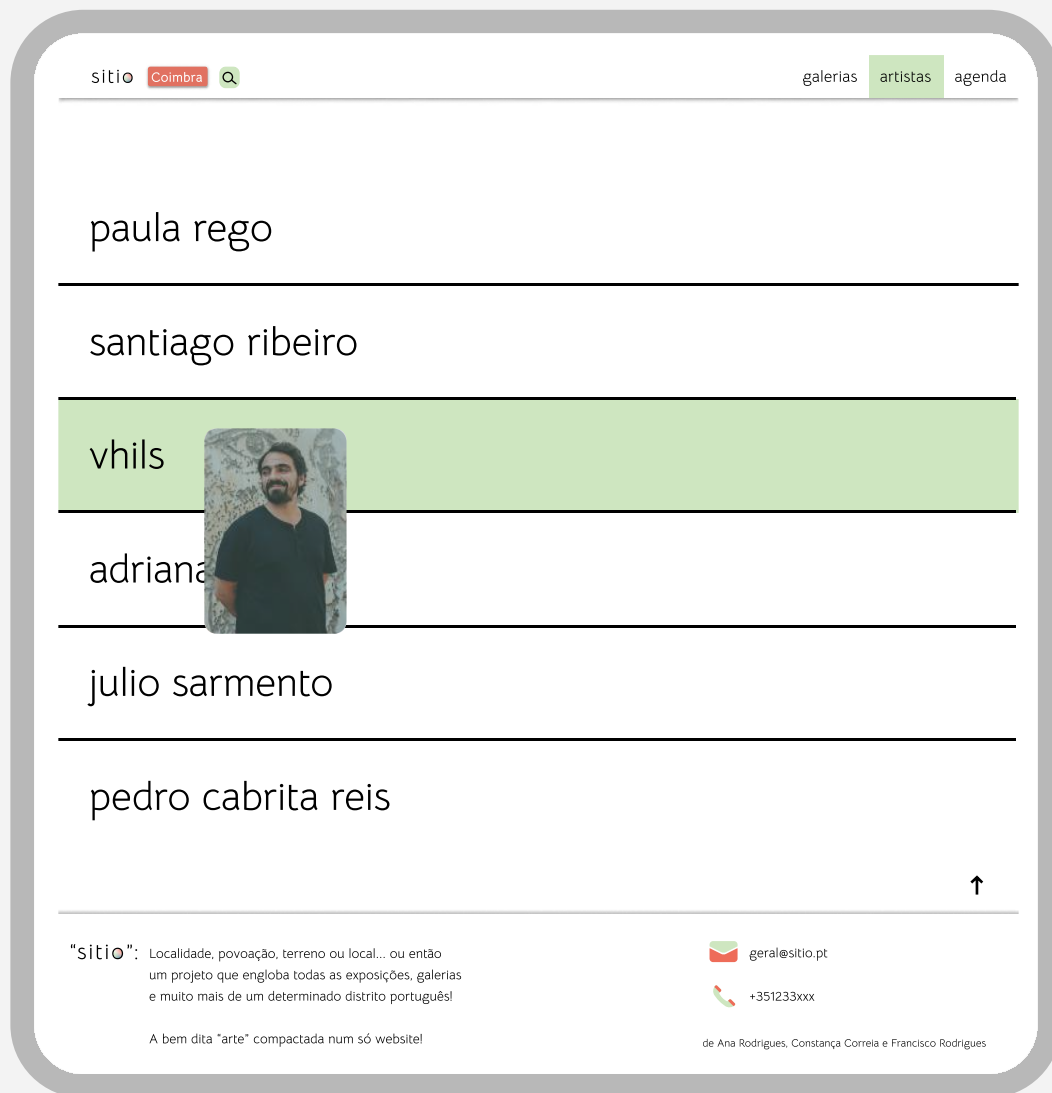 sitio Coimbra
galerias artistas agenda
paula rego
santiago ribeiro
vhils
julio sarmento
pedro cabrita reis
"sitio":
Localidade, povoação, terreno ou local... ou então
um projeto que engloba todas as exposições, galerias
e muito mais de um determinado distrito português!
A bem dita "arte" compactada num só website!
geral@sitio.pt
+351233xxx
de Ana Rodrigues, Constança Correia e Francisco Rodrigues